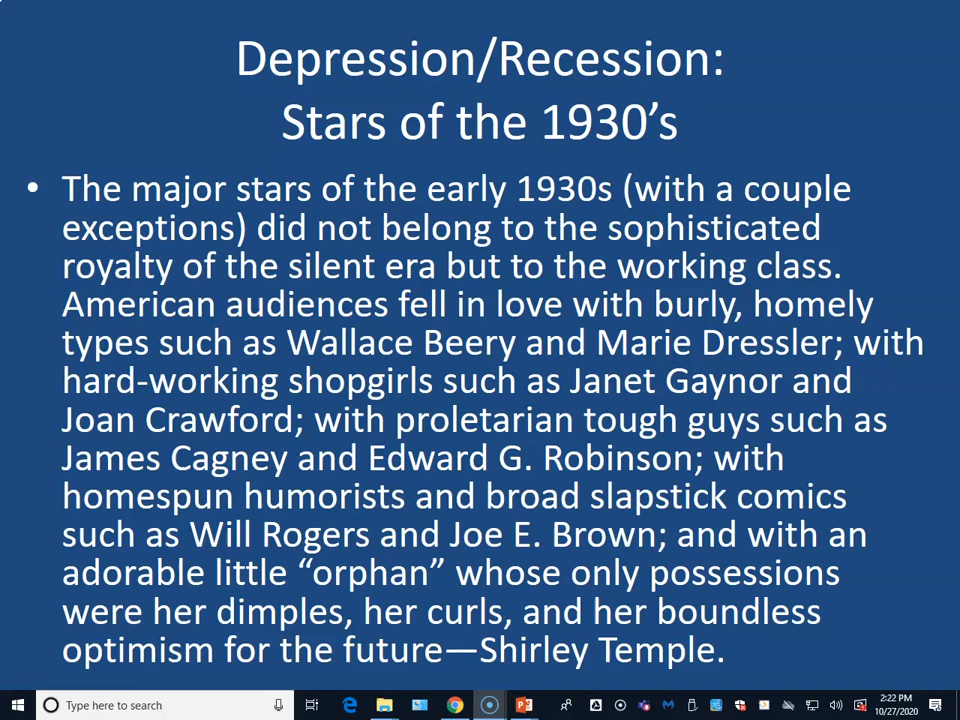 Depression/Recession:
Stars of the 1930’s
• The major stars of the early 1930s (with a couple
exceptions) did not belong to the sophisticated
royalty of the silent era but to the working class.
American audiences fell in love with burly, homely
types such as Wallace Beery and Marie Dressler; with
hard-working shopgirls such as Janet Gaynor and
Joan Crawford; with proletarian tough guys such as
James Cagney and Edward G. Robinson; with
homespun humorists and broad slapstick comics
such as Will Rogers and Joe E. Brown; and with an
adorable little “orphan” whose only possessions
were her dimples, her curls, and her boundless
optimism for the future—Shirley Temple.
Type here to search
2:22 PM
10/27/2020